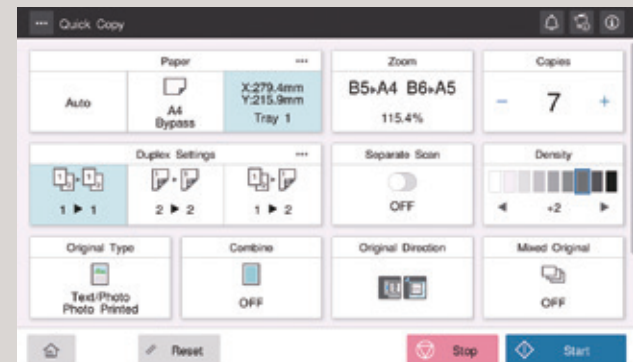 Quick Copy
Paper
Auto
A4
Bypass
X:279.4mm
Y:215.9mm
Tray 1
Zoom
B5▸A4 B6▸A5
115.4%
Copies
− 7 +
Duplex Settings
1 ▶ 1
2 ▶ 2
1 ▶ 2
Separate Scan
OFF
Density
+2
Original Type
Text/Photo
Photo Printed
Combine
OFF
Original Direction
Mixed Original
OFF
Reset
Stop
Start